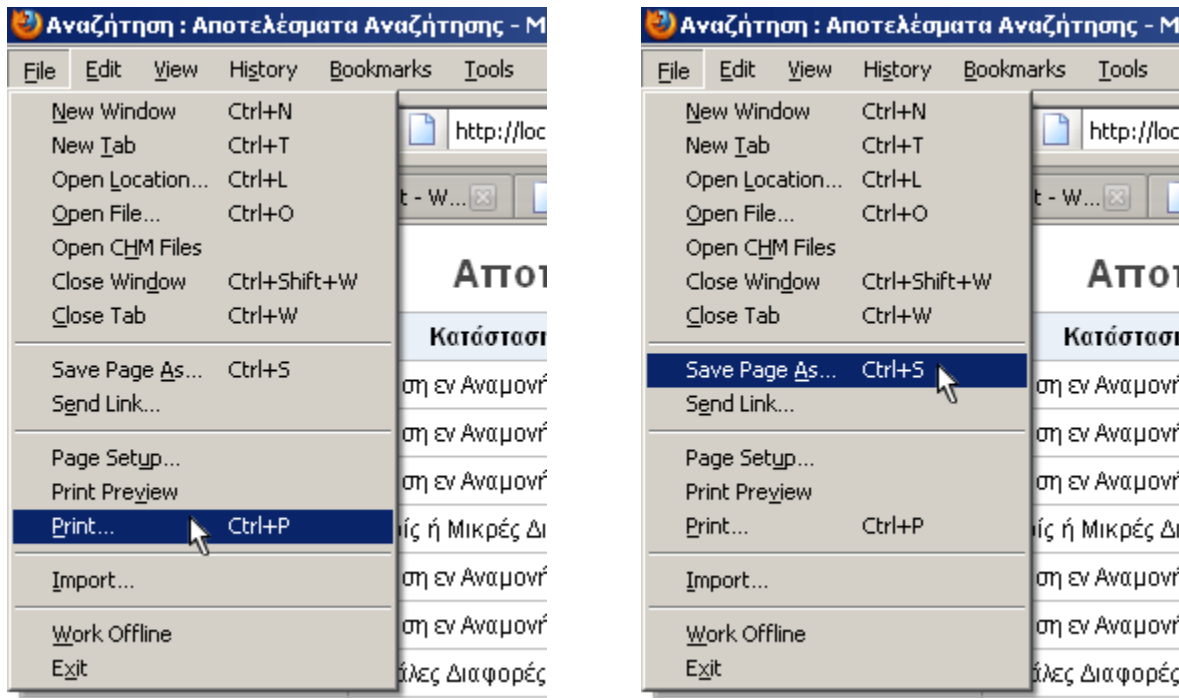 Αναζήτηση : Αποτελέσματα Αναζήτησης - M
File Edit View History Bookmarks Tools
New Window Ctrl+N
http://loc
New Tab Ctrl+T
Open Location... Ctrl+L
t - W...
Open File... Ctrl+O
Open CHM Files
Close Window Ctrl+Shift+W
Αποτ
Close Tab Ctrl+W
Κατάσταση
Save Page As... Ctrl+S
ση εν Αναμονή
Send Link...
ση εν Αναμονή
Page Setup...
ση εν Αναμονή
Print Preview
Print... Ctrl+P
ίς ή Μικρές Δι
Import...
ση εν Αναμονή
Work Offline
ση εν Αναμονή
Exit
άλες Διαφορές
Αναζήτηση : Αποτελέσματα Αναζήτησης - M
File Edit View History Bookmarks Tools
New Window Ctrl+N
http://loc
New Tab Ctrl+T
Open Location... Ctrl+L
t - W...
Open File... Ctrl+O
Open CHM Files
Close Window Ctrl+Shift+W
Αποτ
Close Tab Ctrl+W
Κατάσταση
Save Page As... Ctrl+S
ση εν Αναμονή
Send Link...
ση εν Αναμονή
Page Setup...
ση εν Αναμονή
Print Preview
Print... Ctrl+P
ίς ή Μικρές Δι
Import...
ση εν Αναμονή
Work Offline
ση εν Αναμονή
Exit
άλες Διαφορές